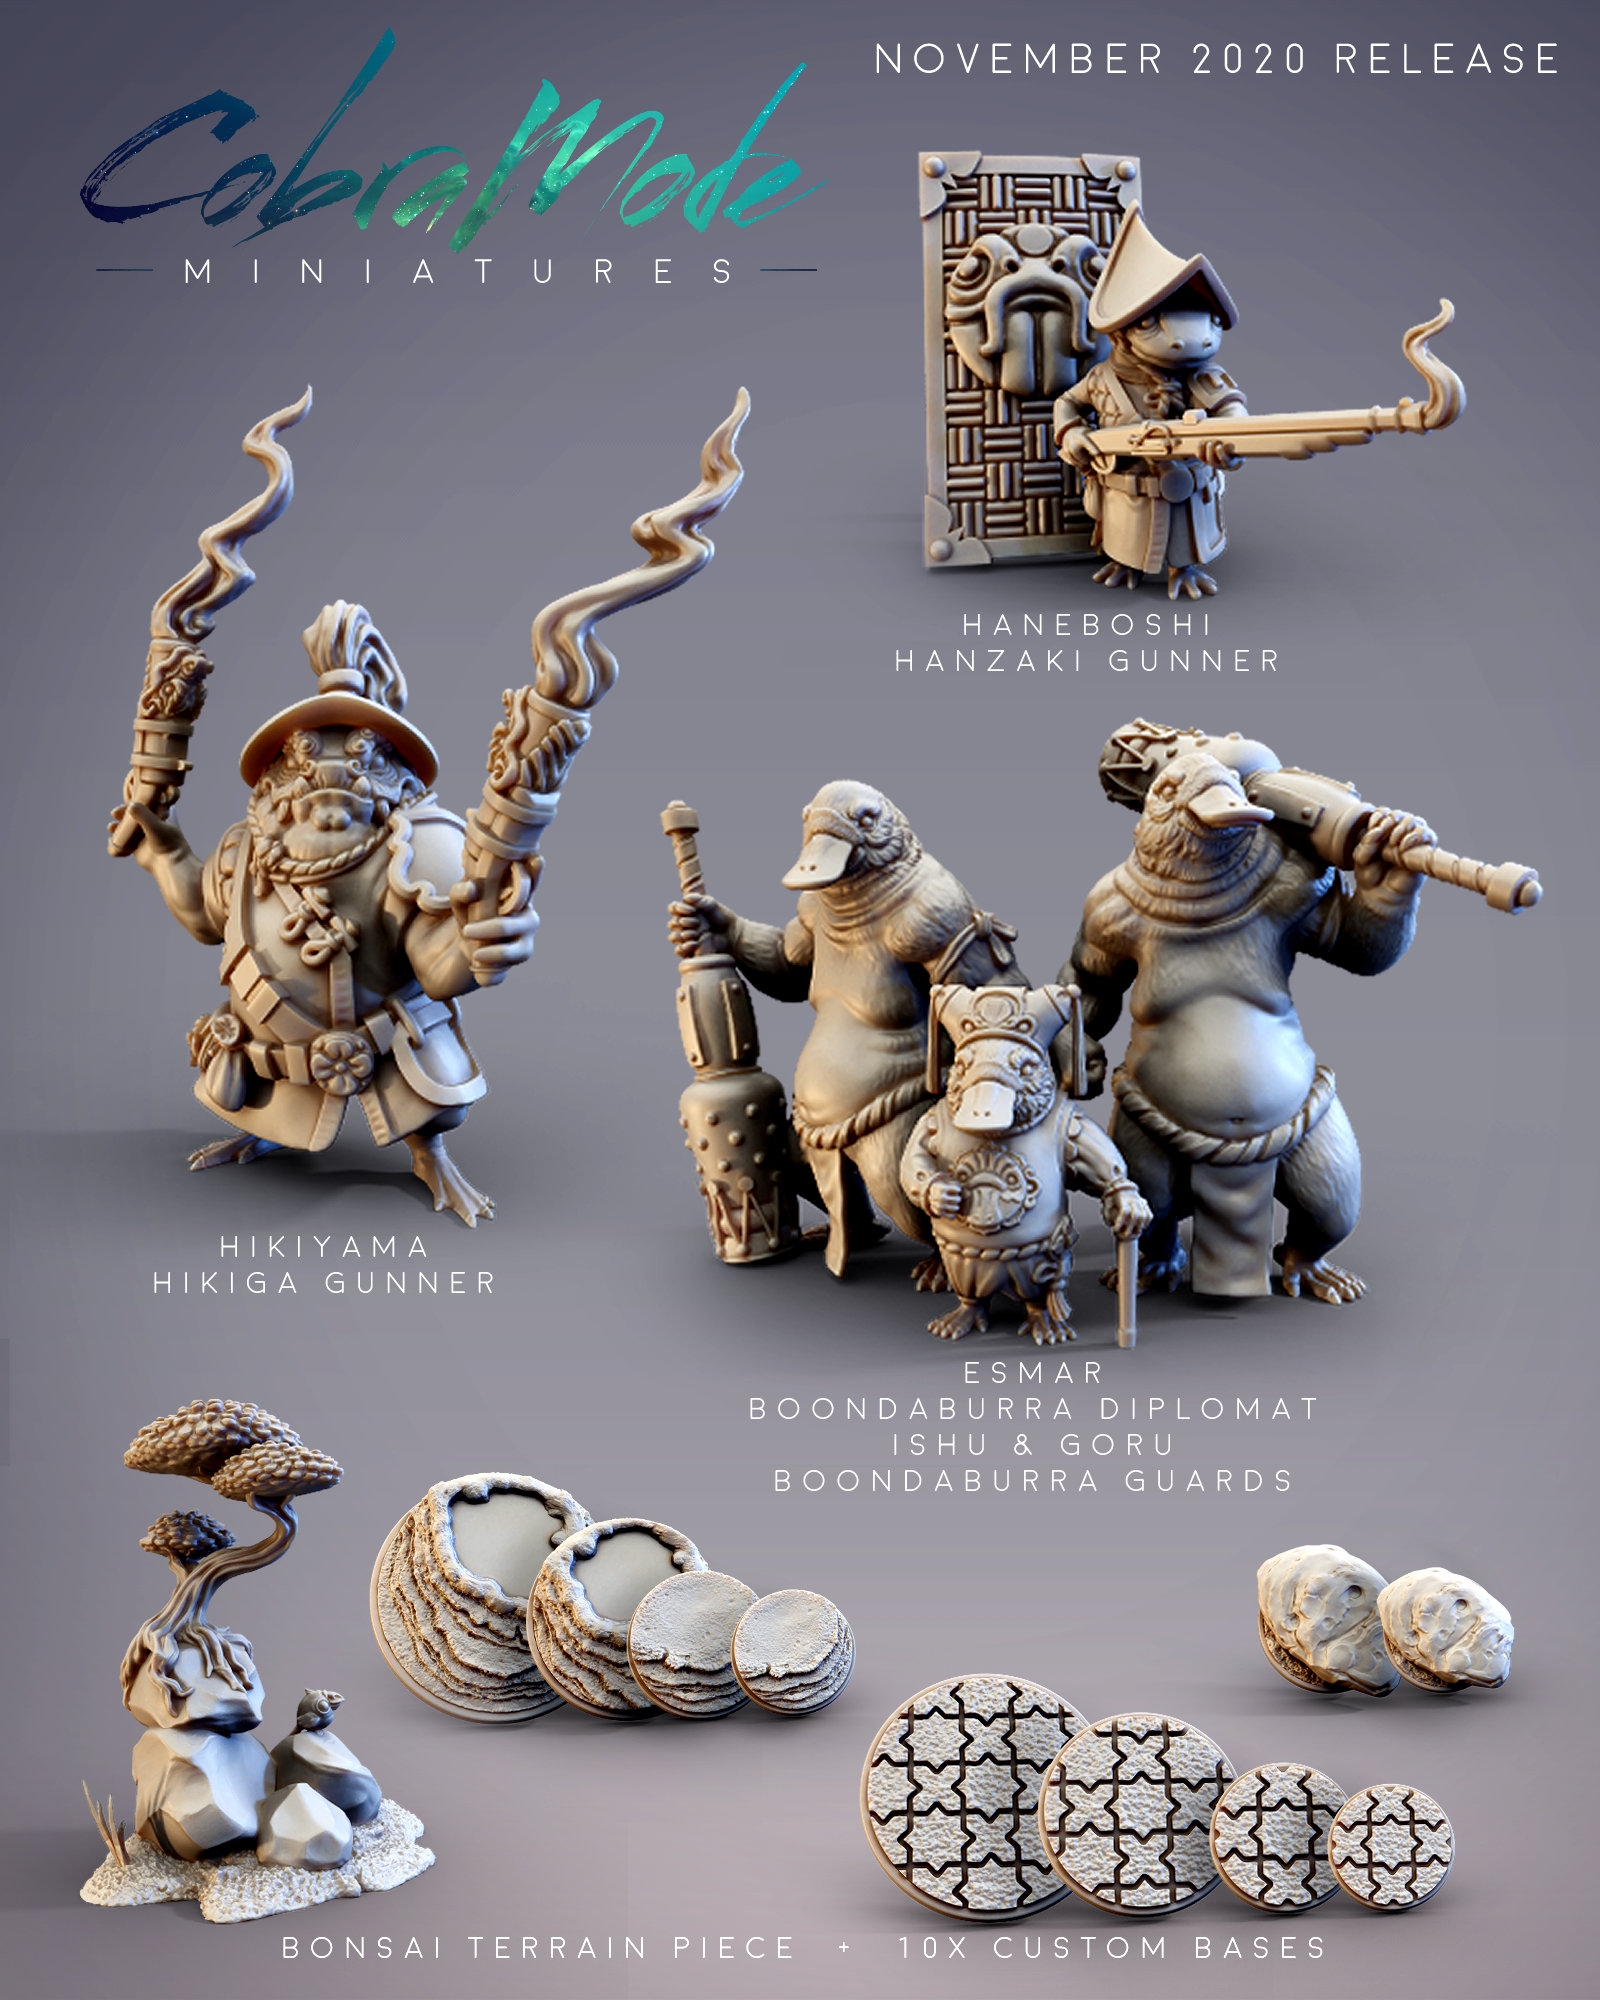 NOVEMBER 2020 RELEASE
CobraMode
MINIATURES
HANEBOSHI
HANZAKI GUNNER
HIKIYAMA
HIKIGA GUNNER
ESMAR
BOONDABURRA DIPLOMAT
ISHU & GORU
BOONDABURRA GUARDS
BONSAI TERRAIN PIECE + 10X CUSTOM BASES